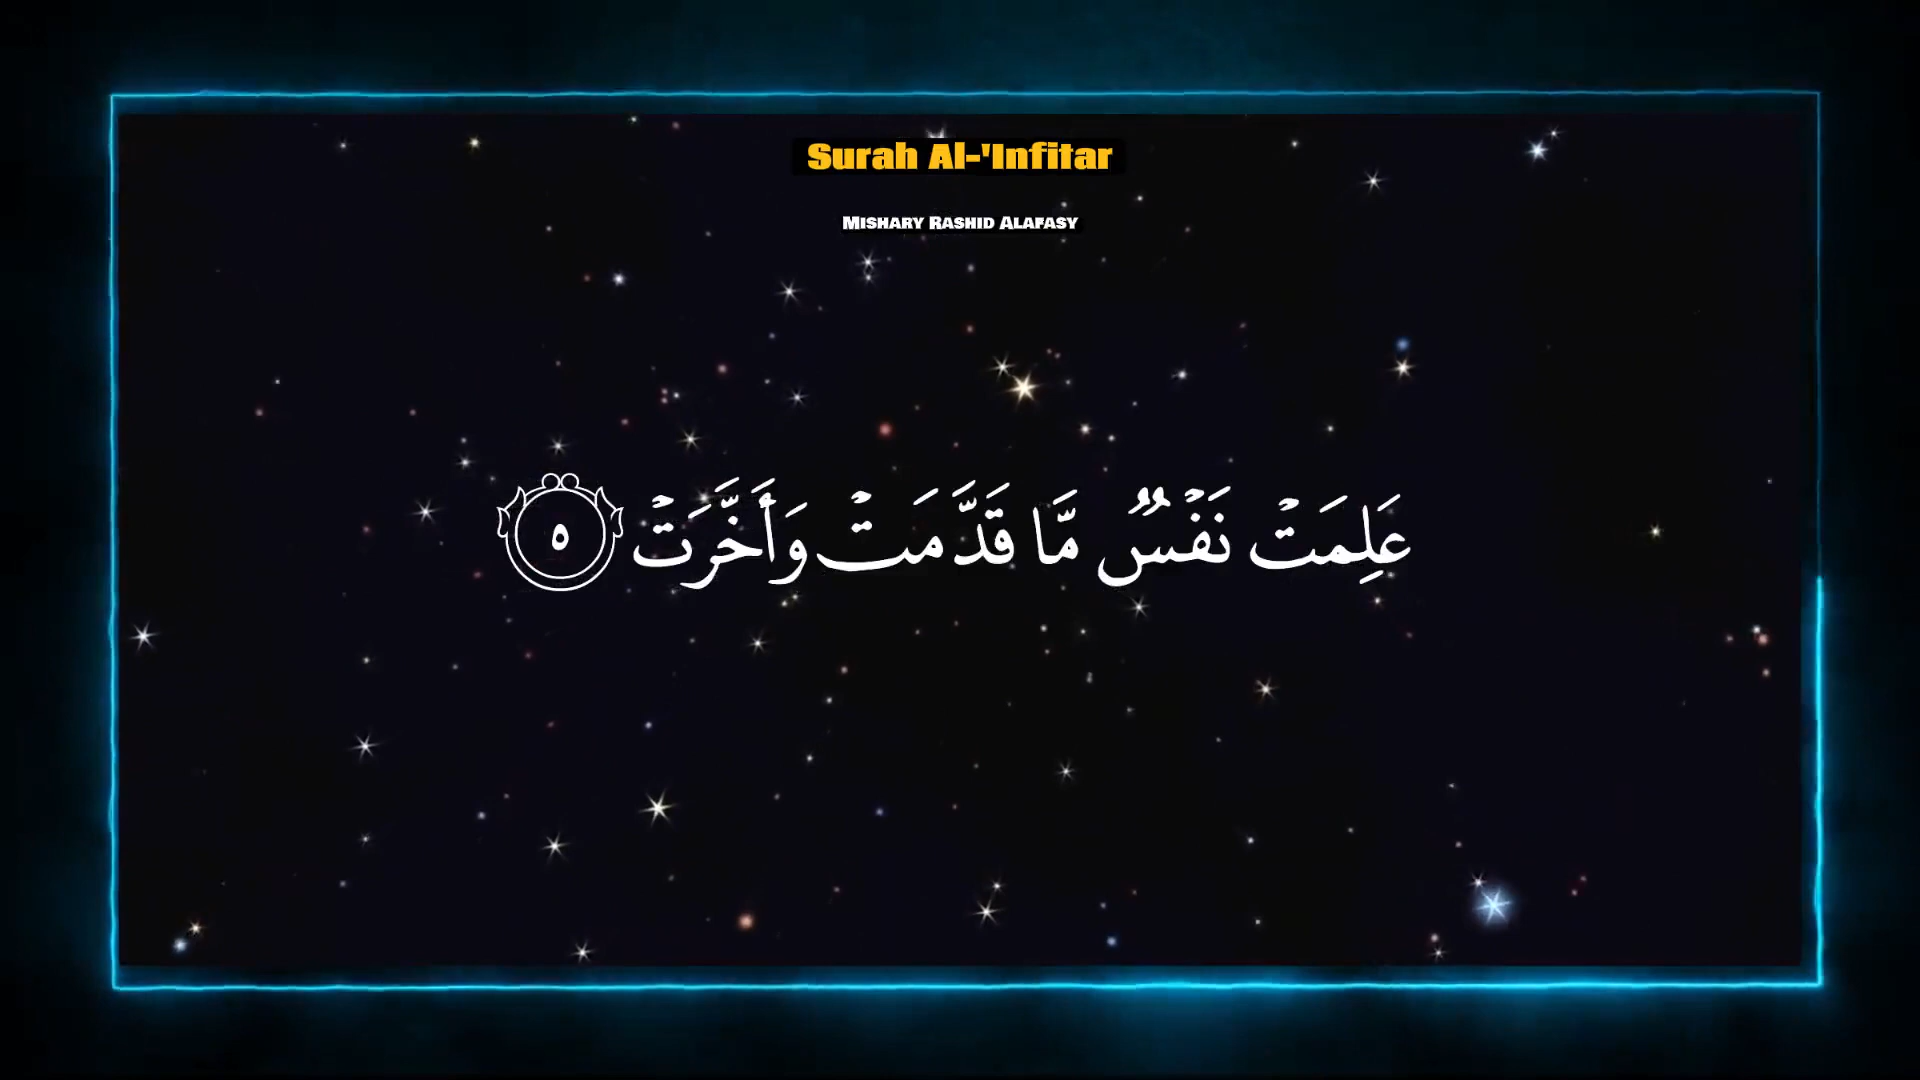 Surah Al-'Infitar
Mishary Rashid Alafasy
عَلِمَتۡ نَفۡسٞ مَّا قَدَّمَتۡ وَأَخَّرَتۡ ٥